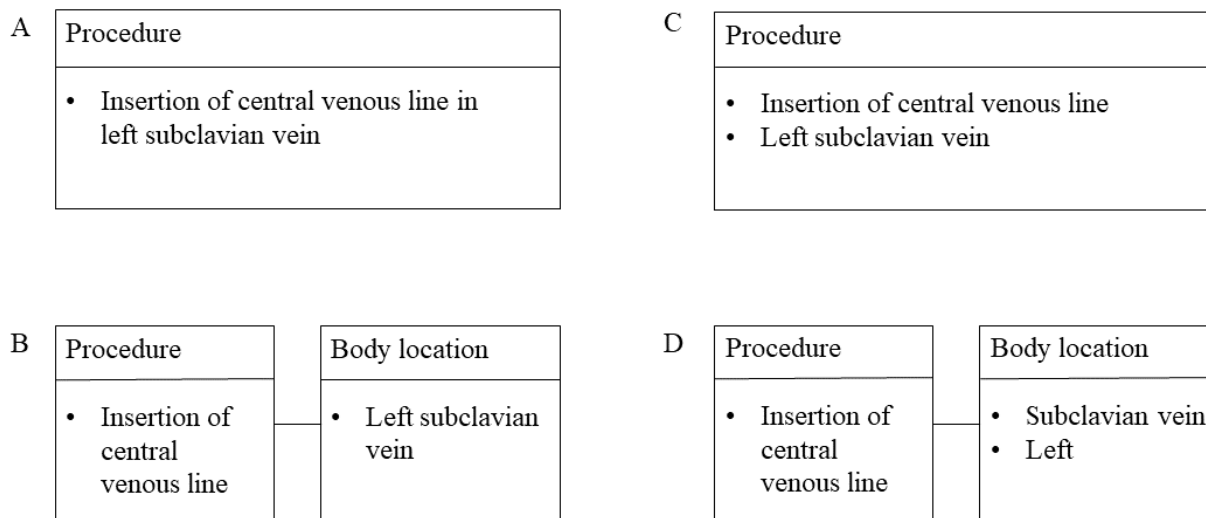 A
Procedure
• Insertion of central venous line in
left subclavian vein
C
Procedure
• Insertion of central venous line
• Left subclavian vein
B
Procedure
• Insertion of
central
venous line
Body location
• Left subclavian
vein
D
Procedure
• Insertion of
central
venous line
Body location
• Subclavian vein
• Left